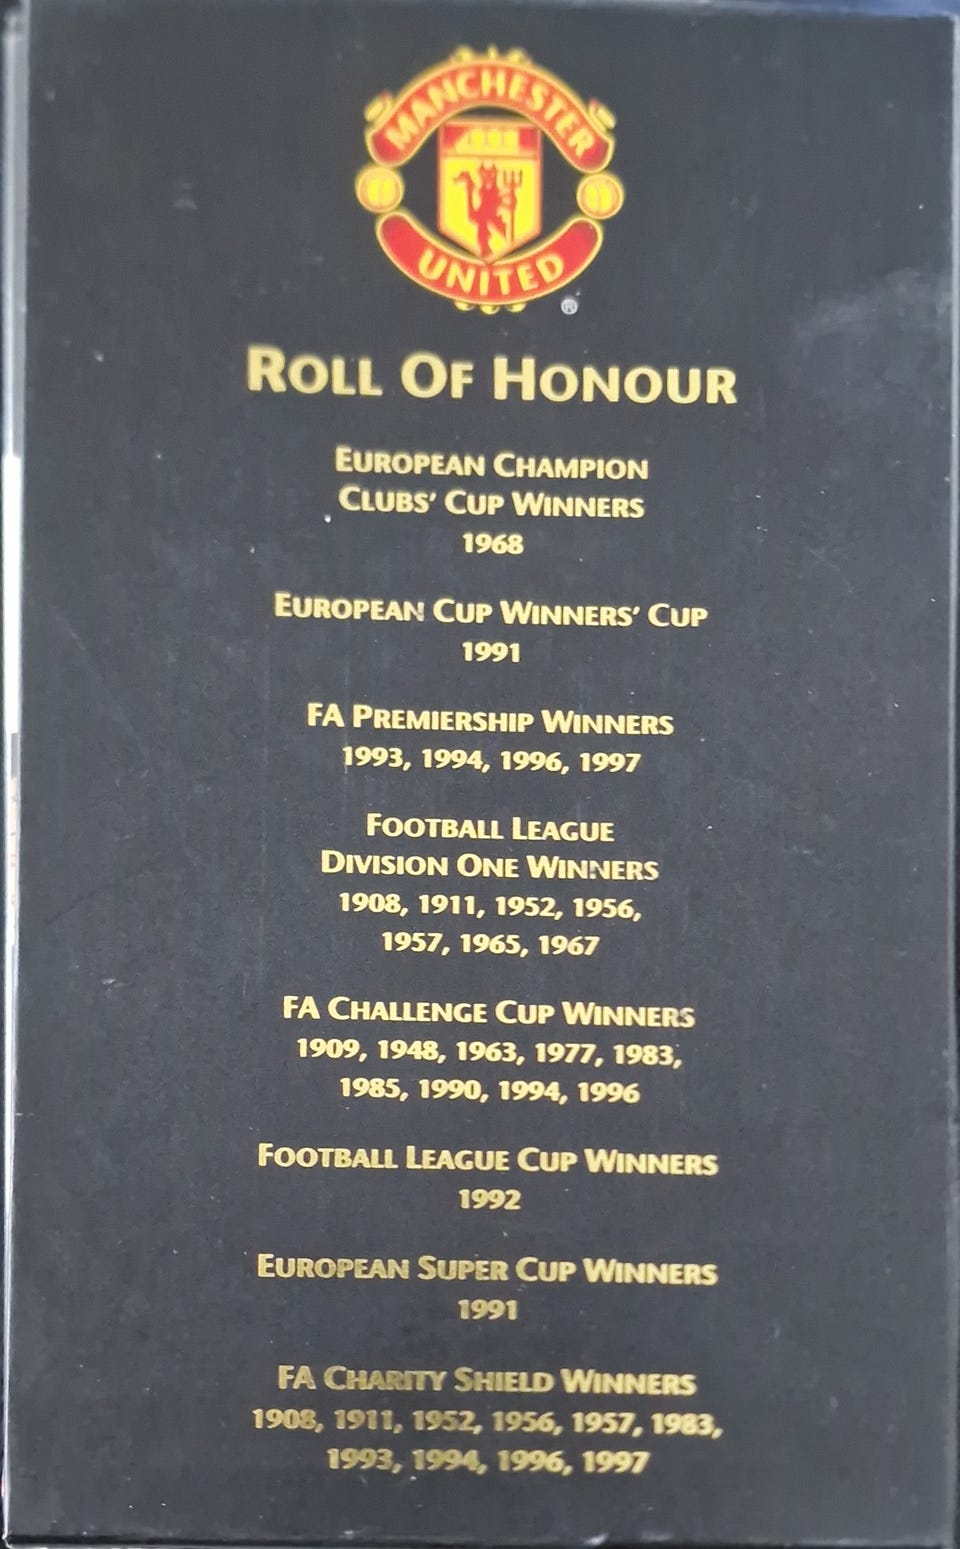 MANCHESTER
UNITED
®
ROLL OF HONOUR
EUROPEAN CHAMPION
CLUBS' CUP WINNERS
1968
EUROPEAN CUP WINNERS' CUP
1991
FA PREMIERSHIP WINNERS
1993, 1994, 1996, 1997
FOOTBALL LEAGUE
DIVISION ONE WINNERS
1908, 1911, 1952, 1956,
1957, 1965, 1967
FA CHALLENGE CUP WINNERS
1909, 1948, 1963, 1977, 1983,
1985, 1990, 1994, 1996
FOOTBALL LEAGUE CUP WINNERS
1992
EUROPEAN SUPER CUP WINNERS
1991
FA CHARITY SHIELD WINNERS
1908, 1911, 1952, 1956, 1957, 1983,
1993, 1994, 1996, 1997